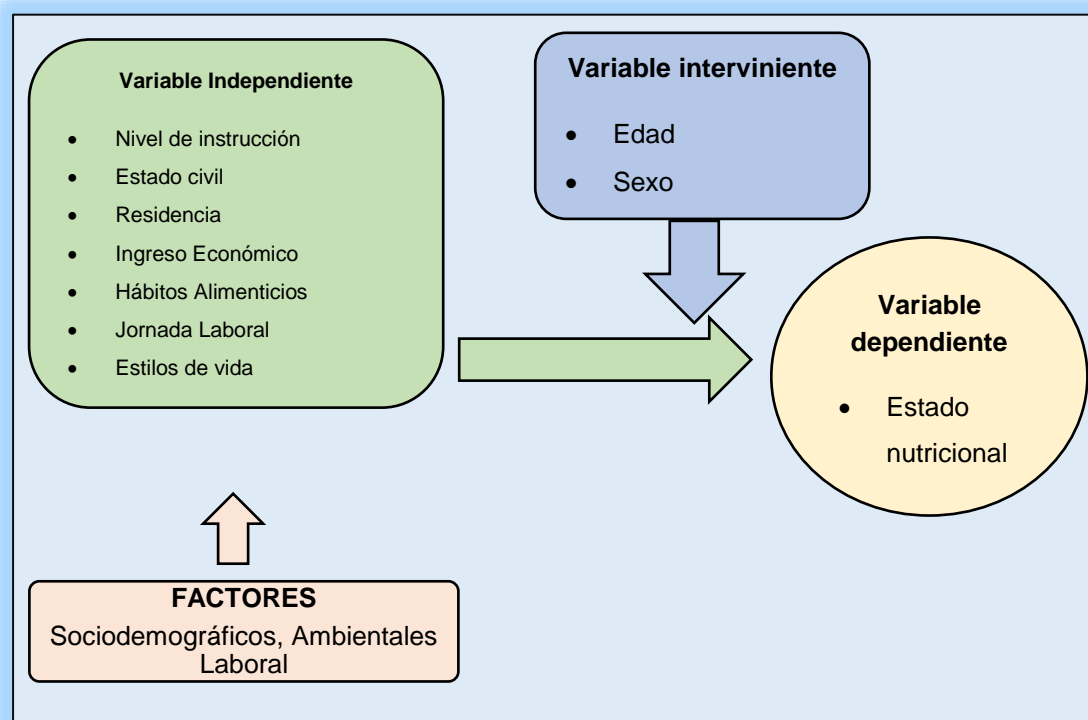 Variable Independiente
• Nivel de instrucción
• Estado civil
• Residencia
• Ingreso Económico
• Hábitos Alimenticios
• Jornada Laboral
• Estilos de vida
Variable interviniente
• Edad
• Sexo
Variable
dependiente
• Estado
nutricional
FACTORES
Sociodemográficos, Ambientales
Laboral